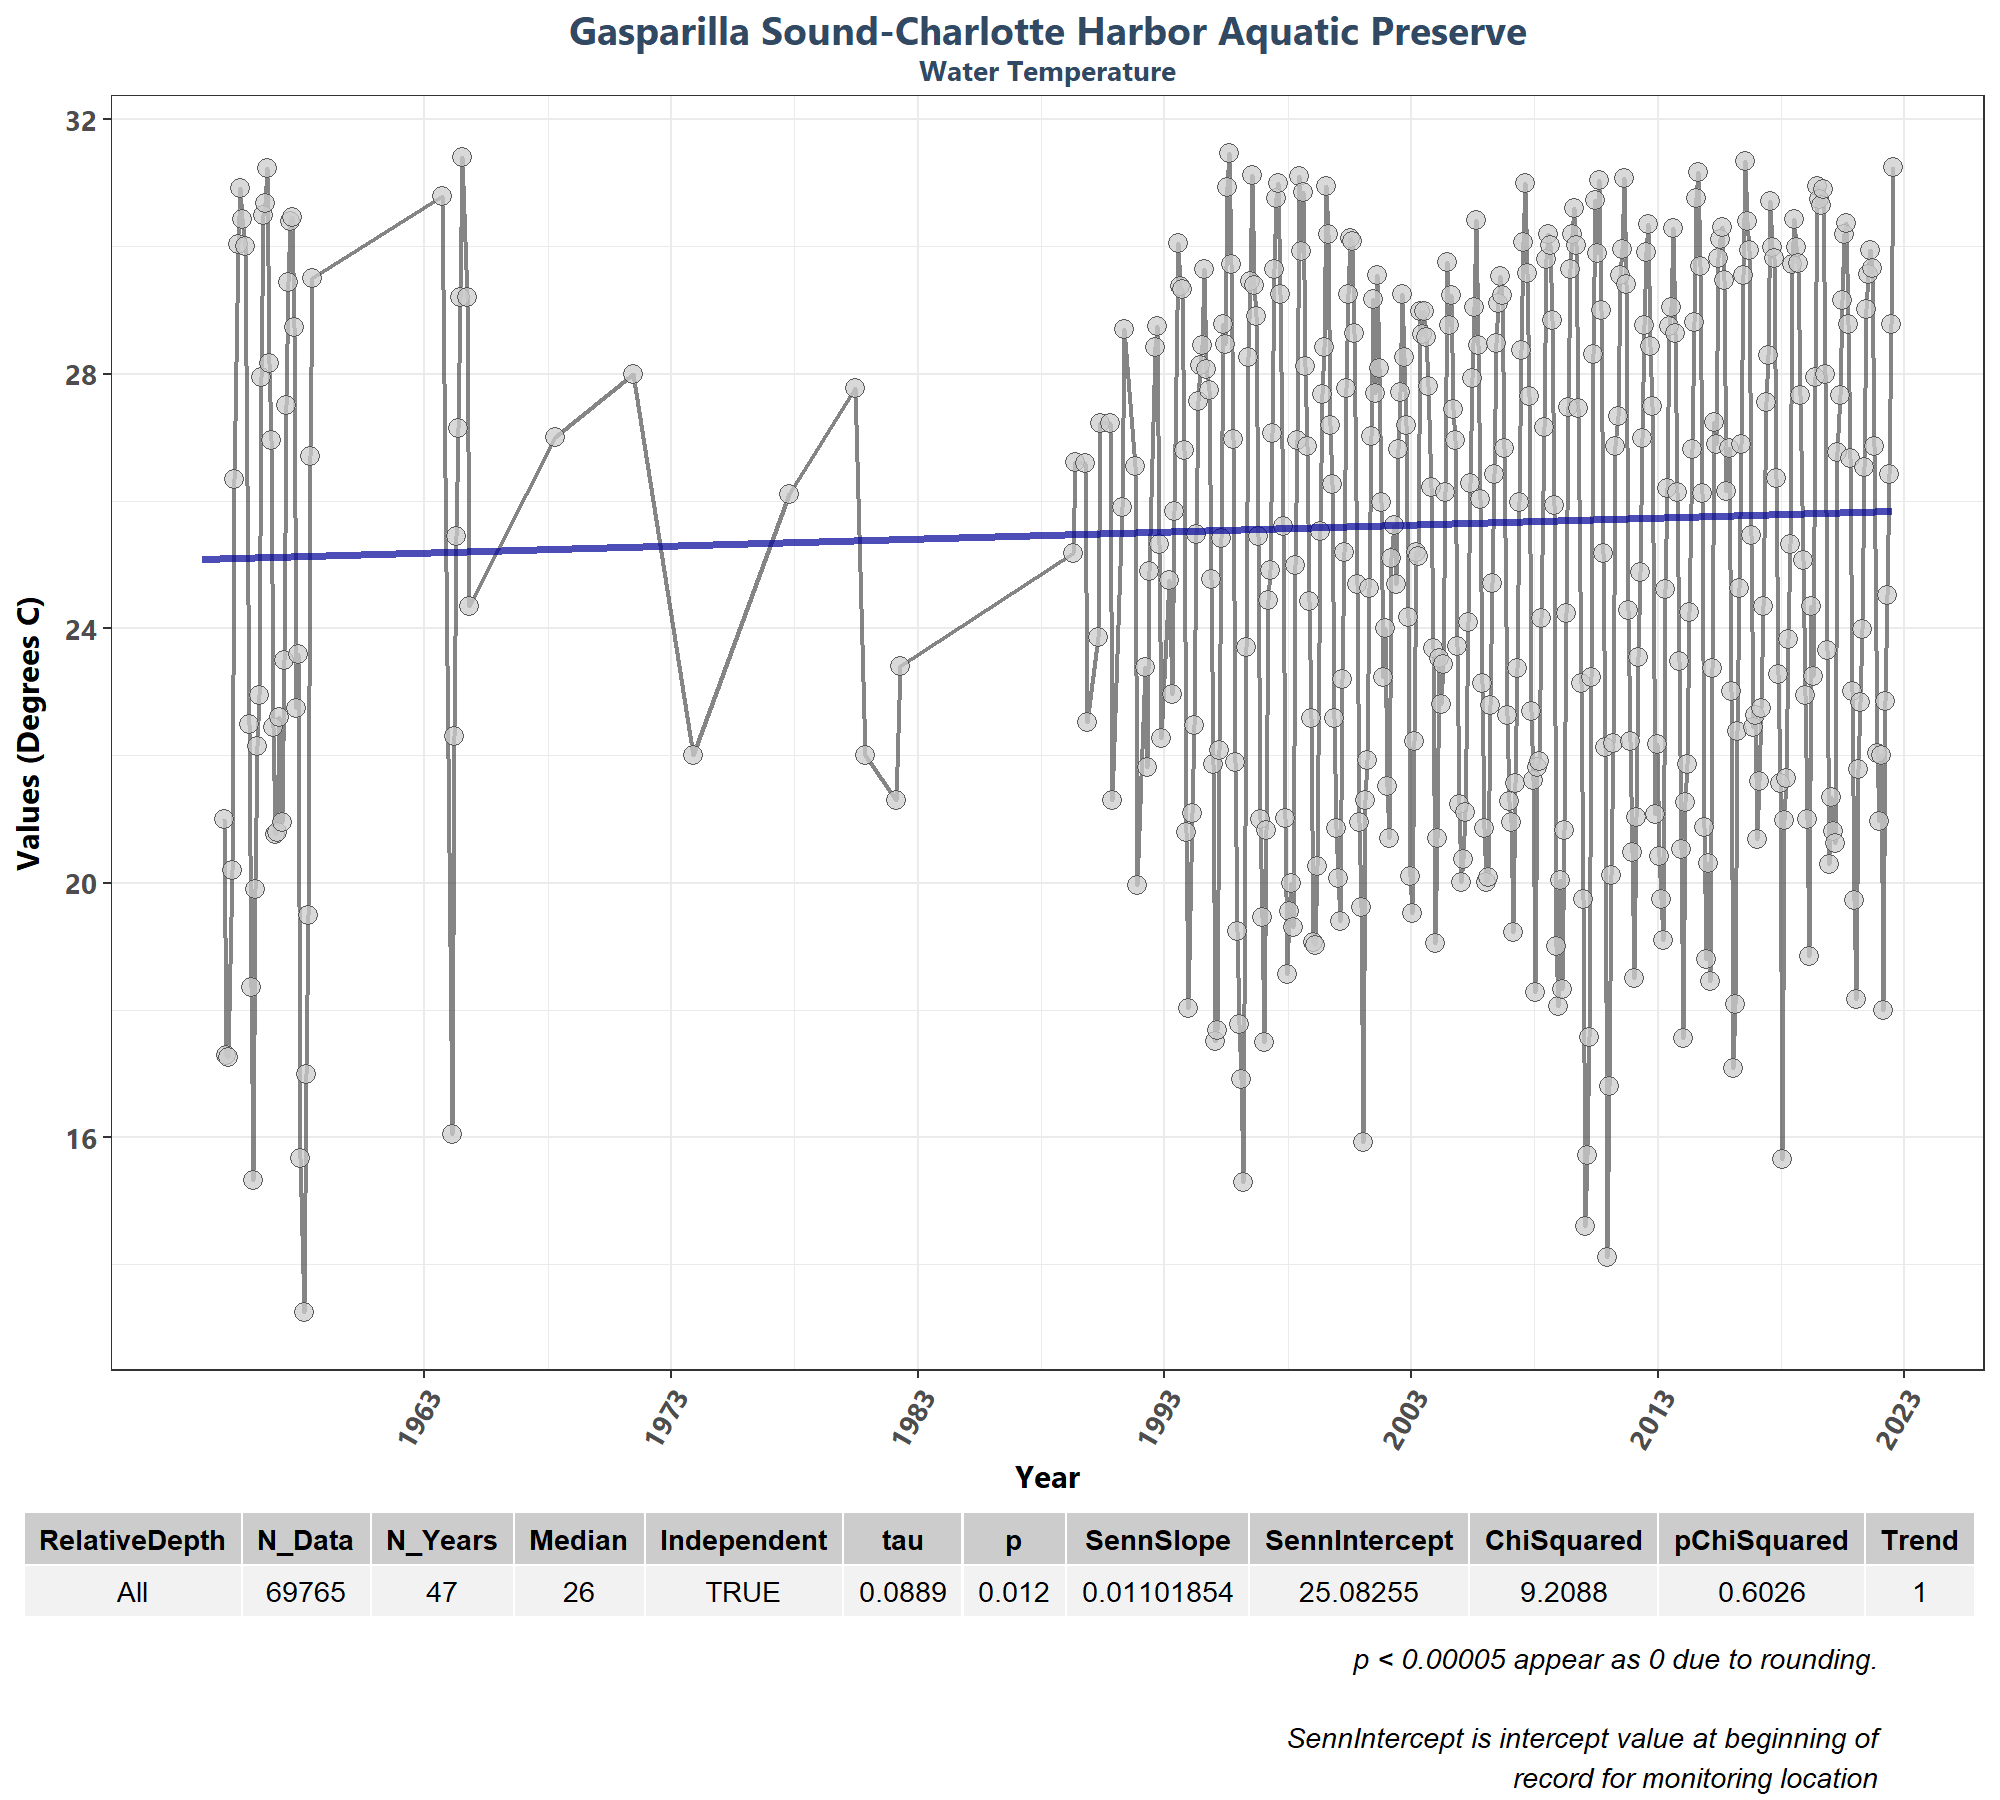 Gasparilla Sound-Charlotte Harbor Aquatic Preserve
Water Temperature
32
28
24
20
16
Values (Degrees C)
1963
1973
1983
1993
2003
2013
2023
Year
RelativeDepth N_Data N_Years Median Independent tau p SennSlope SennIntercept ChiSquared pChiSquared Trend
All 69765 47 26 TRUE 0.0889 0.012 0.01101854 25.08255 9.2088 0.6026 1
p < 0.00005 appear as 0 due to rounding.
SennIntercept is intercept value at beginning of
record for monitoring location